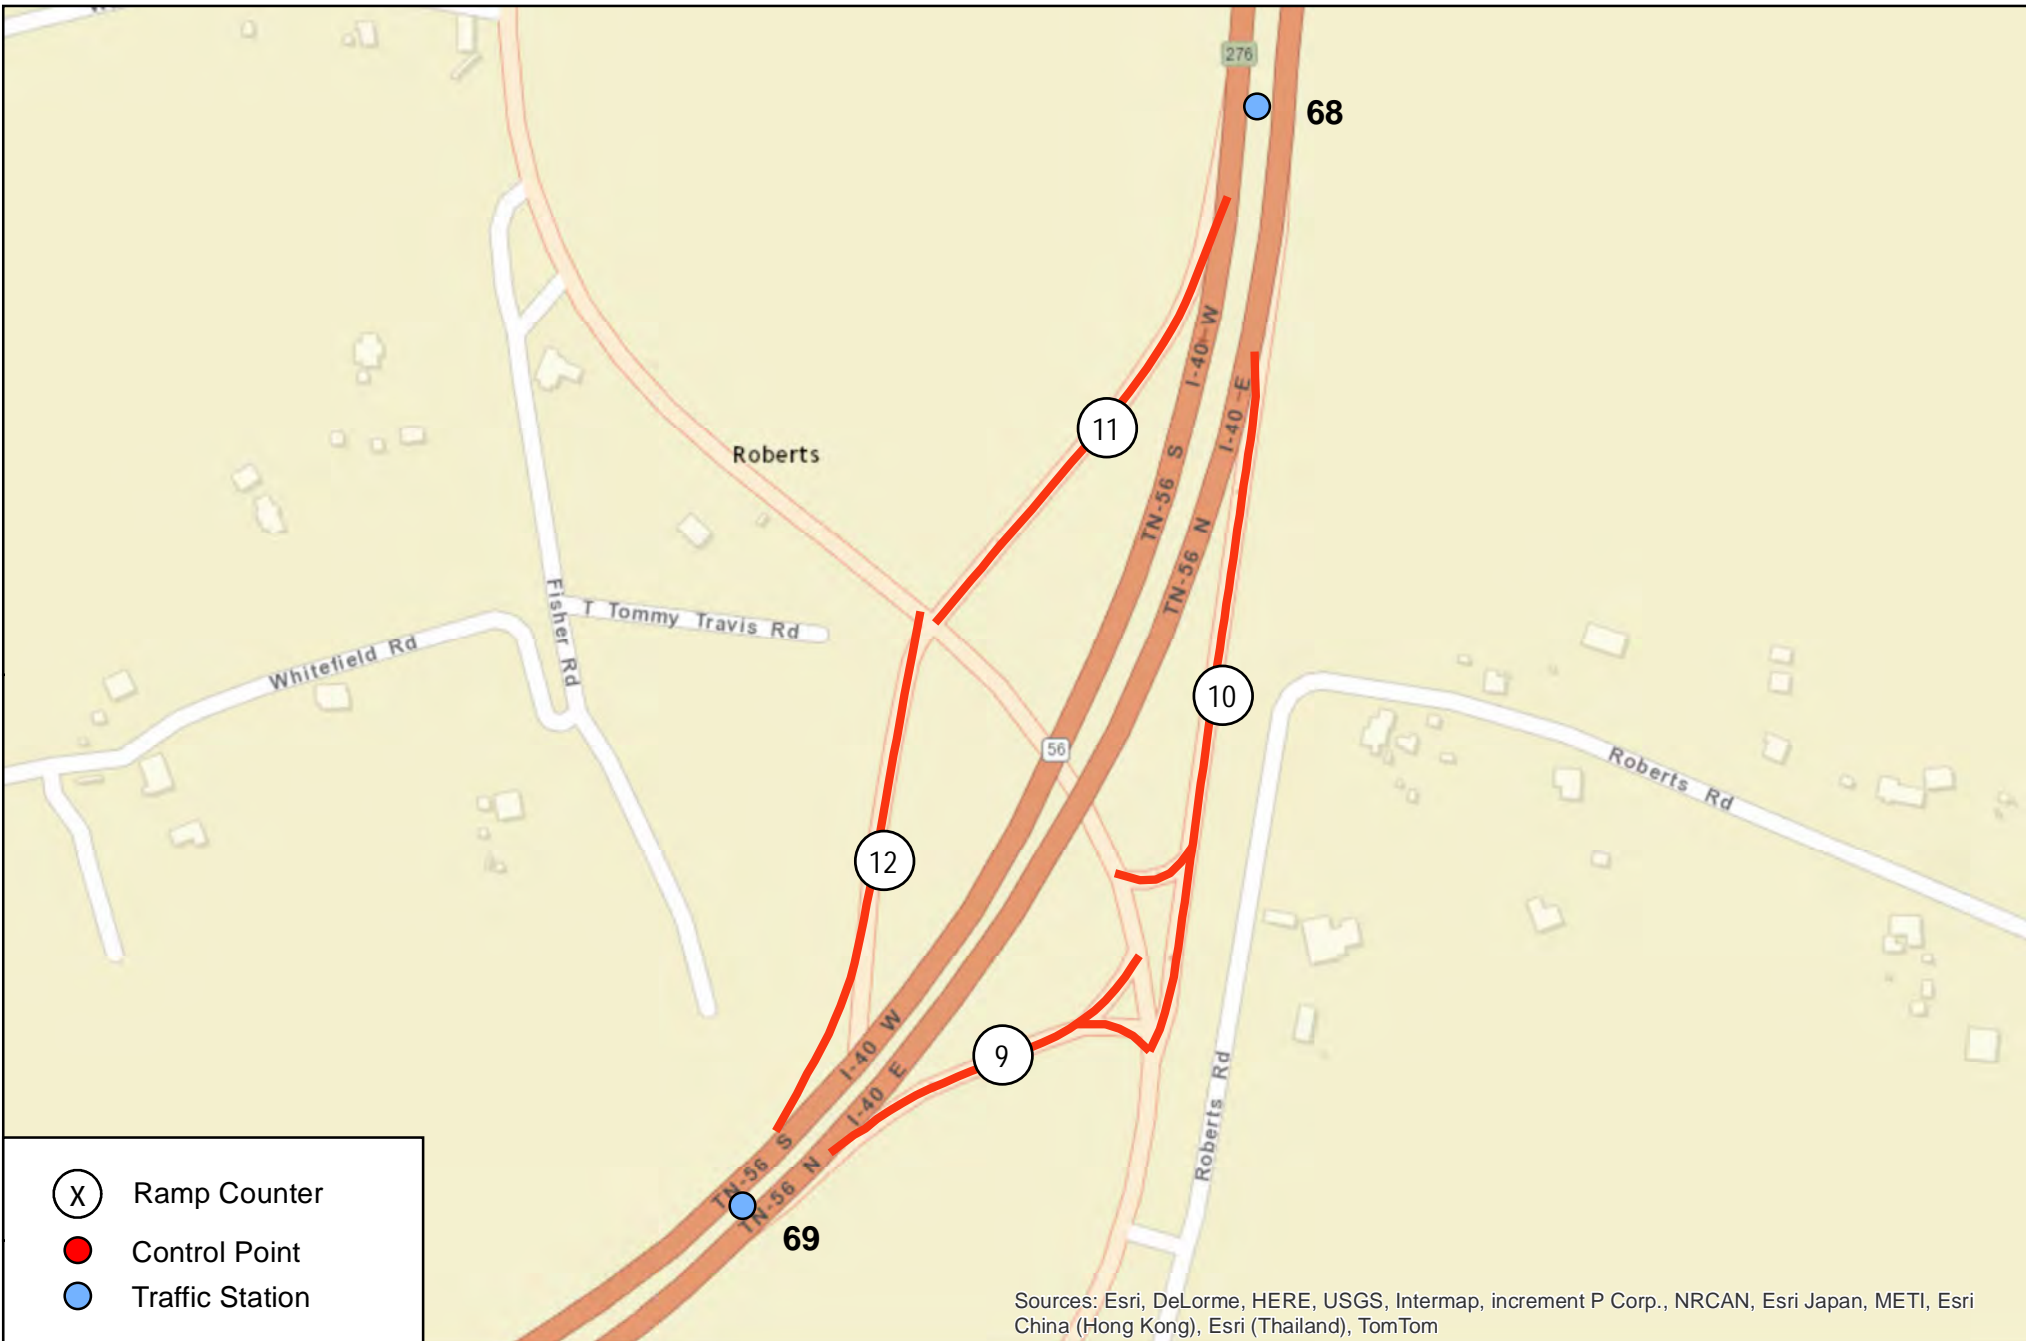 276
68
I-40 W
I-40 E
11
TN-56 S
Roberts
TN-56 N
Fisher Rd
T Tommy Travis Rd
Whitefield Rd
10
56
Roberts Rd
12
I-40 W
9
I-40 E
Roberts Rd
TN-56 S
TN-56 N
69
X Ramp Counter
Control Point
Traffic Station
Sources: Esri, DeLorme, HERE, USGS, Intermap, increment P Corp., NRCAN, Esri Japan, METI, Esri
China (Hong Kong), Esri (Thailand), TomTom